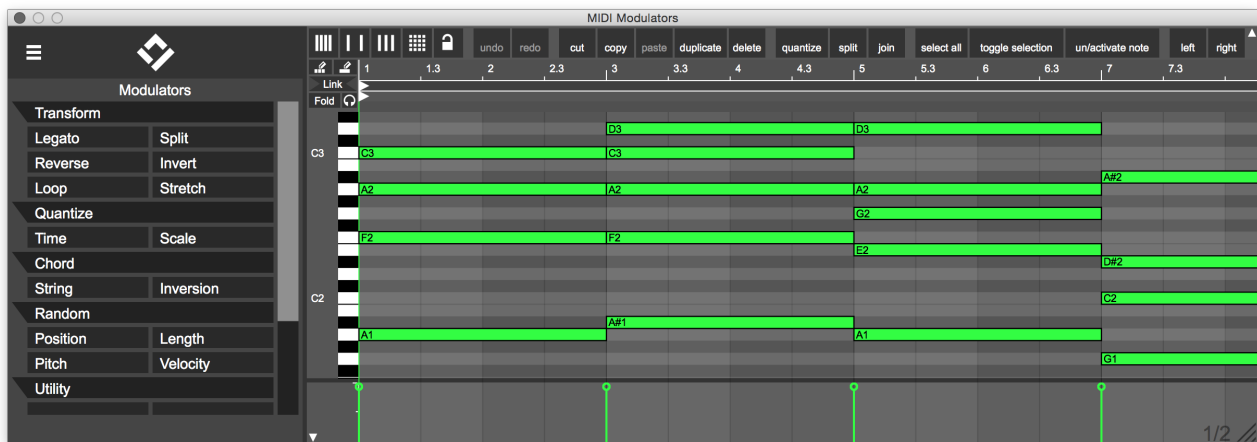 MIDI Modulators
undo redo cut copy paste duplicate delete quantize split join select all toggle selection un/activate note left right
1 1.3 2 2.3 3 3.3 4 4.3 5 5.3 6 6.3 7 7.3
Link
Fold
Modulators
Transform
Legato Split
Reverse Invert
Loop Stretch
Quantize
Time Scale
Chord
String Inversion
Random
Position Length
Pitch Velocity
Utility
D3 D3
C3 C3 C3
A#2
A2 A2 A2
G2
F2 F2
E2
D#2
C2 C2
A#1
A1 A1
G1
1/2